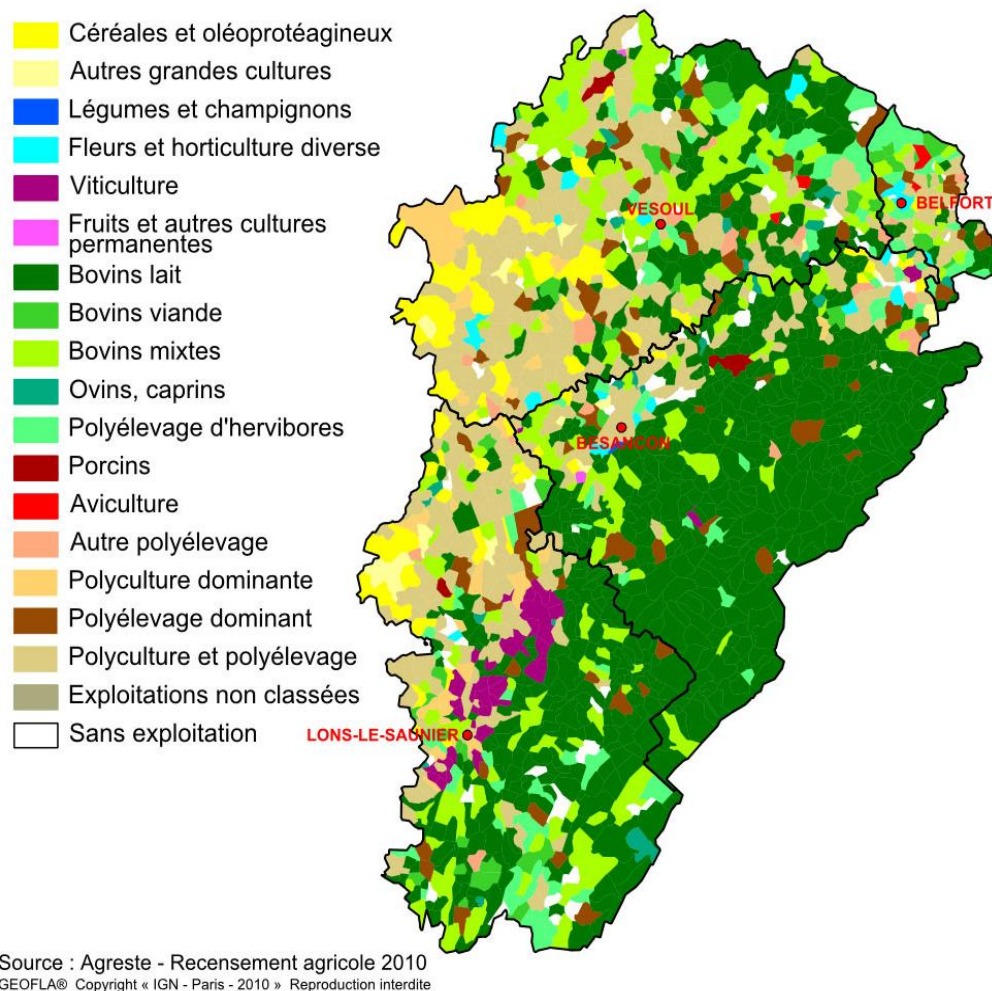 Céréales et oléoprotéagineux
Autres grandes cultures
Légumes et champignons
Fleurs et horticulture diverse
Viticulture
Fruits et autres cultures
permanentes
Bovins lait
Bovins viande
Bovins mixtes
Ovins, caprins
Polyélevage d'hervibores
Porcins
Aviculture
Autre polyélevage
Polyculture dominante
Polyélevage dominant
Polyculture et polyélevage
Exploitations non classées
Sans exploitation
VESOUL
BELFORT
BESANCON
LONS-LE-SAUNIER
Source : Agreste - Recensement agricole 2010
GEOFLA® Copyright « IGN - Paris - 2010 » Reproduction interdite